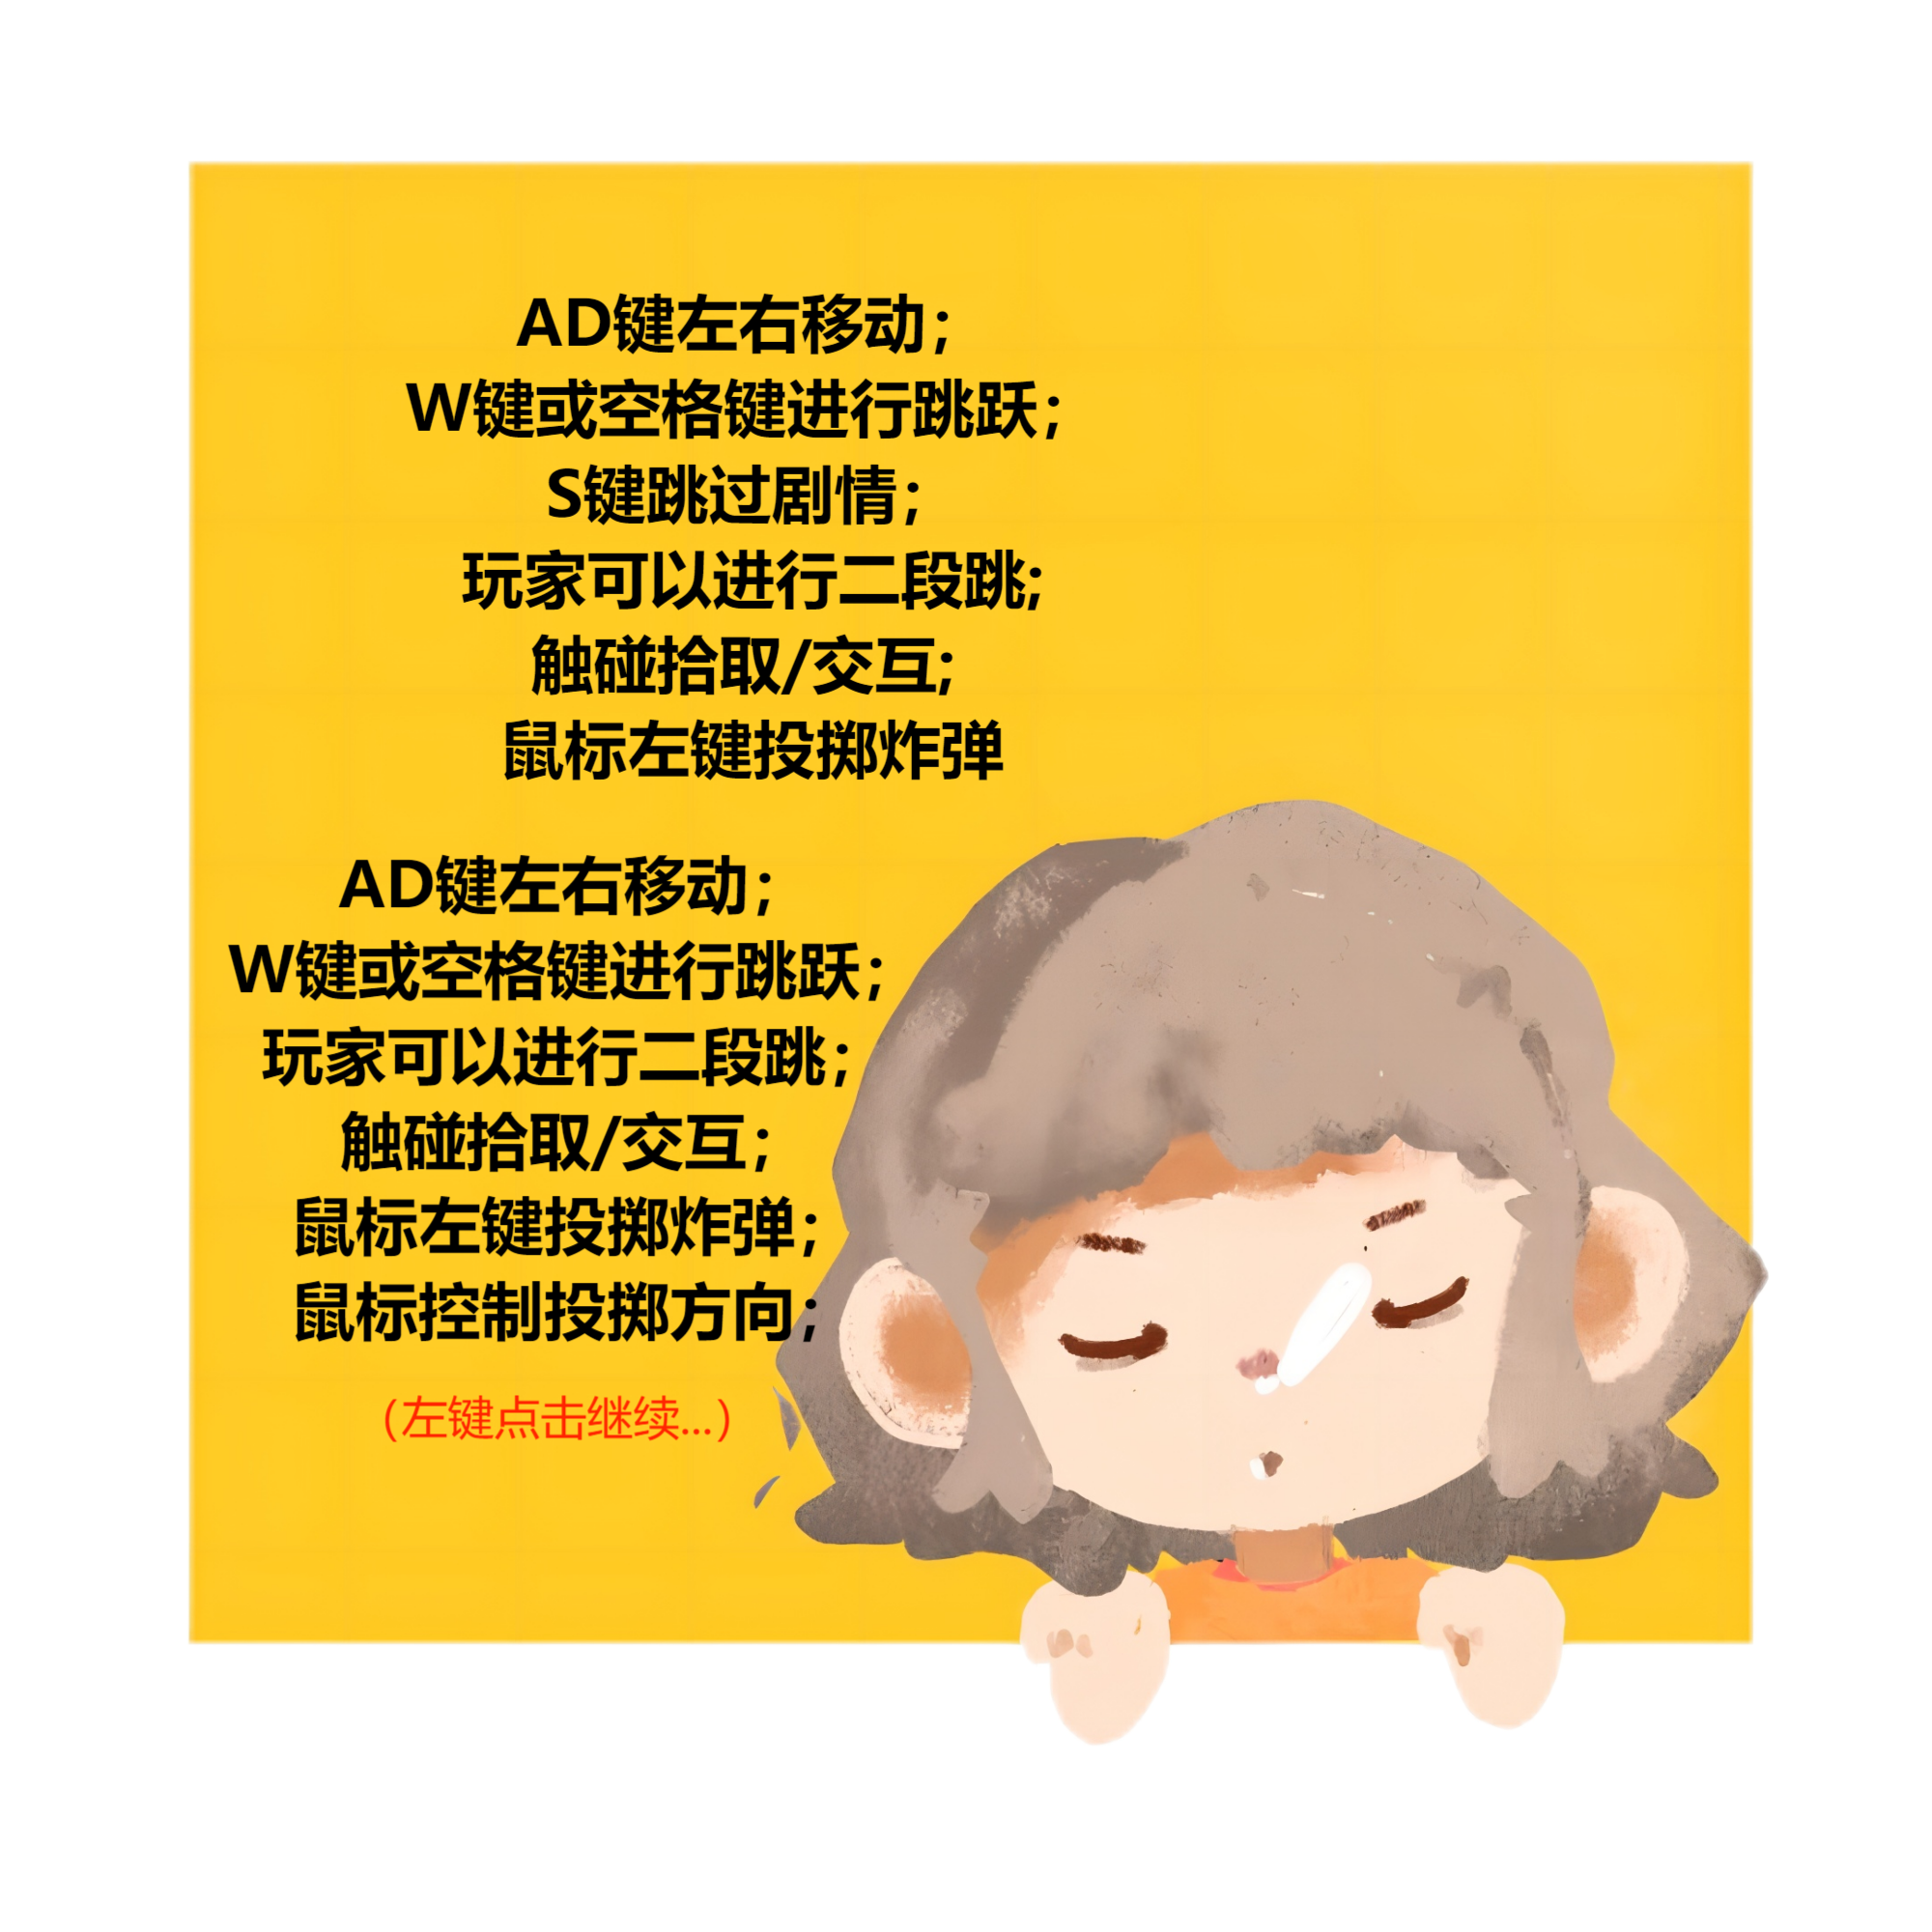 AD键左右移动；
W键或空格键进行跳跃；
S键跳过剧情；
玩家可以进行二段跳;
触碰拾取/交互;
鼠标左键投掷炸弹
AD键左右移动；
W键或空格键进行跳跃；
玩家可以进行二段跳；
触碰拾取/交互；
鼠标左键投掷炸弹；
鼠标控制投掷方向；
（左键点击继续...）